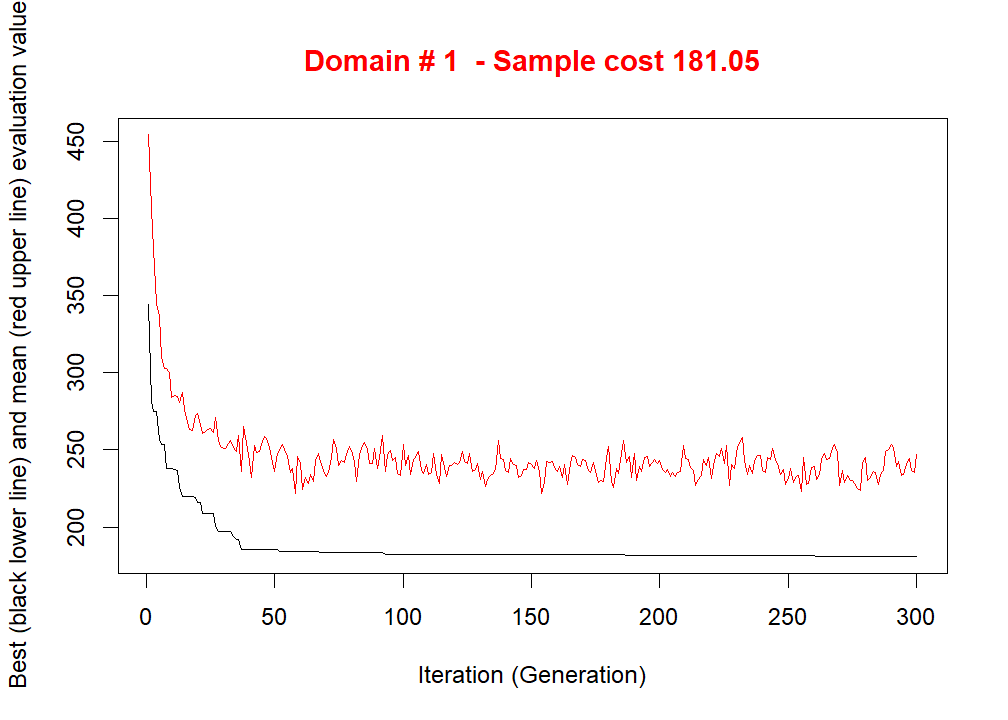 Domain # 1  - Sample cost 181.05
Best (black lower line) and mean (red upper line) evaluation value
450
400
350
300
250
200
0 50 100 150 200 250 300
Iteration (Generation)